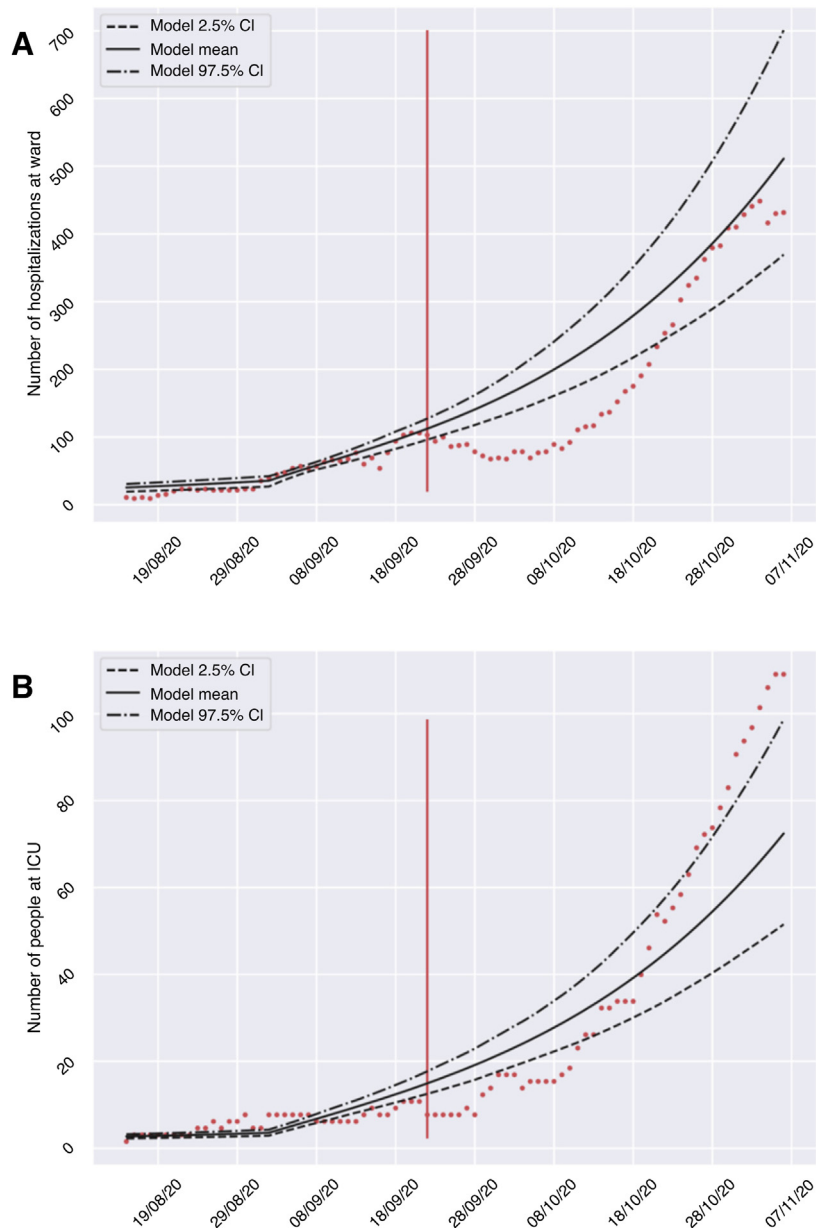 A
Model 2.5% CI
Model mean
Model 97.5% CI
Number of hospitalizations at ward
700
600
500
400
300
200
100
0
19/08/20 29/08/20 08/09/20 18/09/20 28/09/20 08/10/20 18/10/20 28/10/20 07/11/20
B
Model 2.5% CI
Model mean
Model 97.5% CI
Number of people at ICU
100
80
60
40
20
0
19/08/20 29/08/20 08/09/20 18/09/20 28/09/20 08/10/20 18/10/20 28/10/20 07/11/20